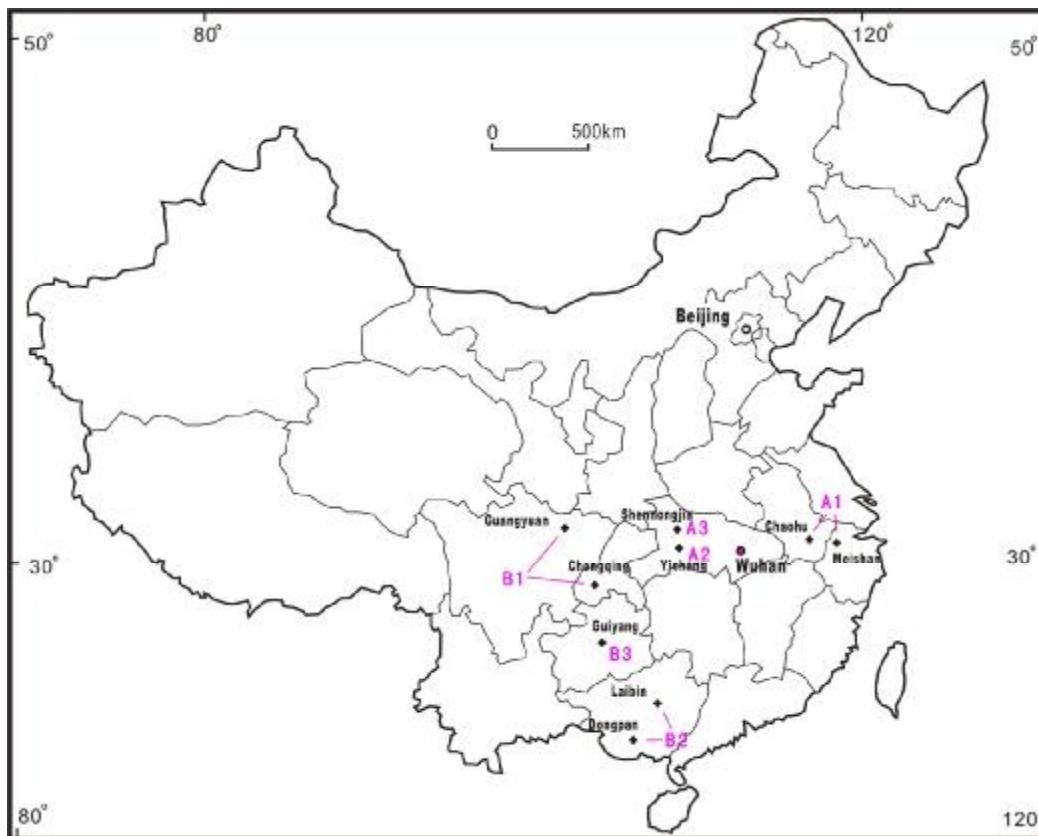 80° 120°
50° 50°
0 500km
Beijing
A1
Guangyuan Shennongjia A3 Chaohu
A2
Yichang Wuhan Meishan
30° 30°
B1 Chongqing
Guiyang
B3
Laibin
Dongpan B2
80° 120